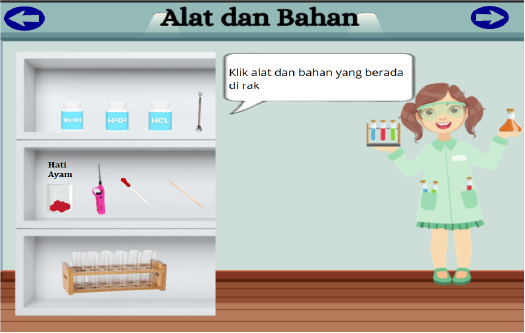 Alat dan Bahan
Klik alat dan bahan yang berada
di rak
NaOH
H²O²
HCL
Hati
Ayam